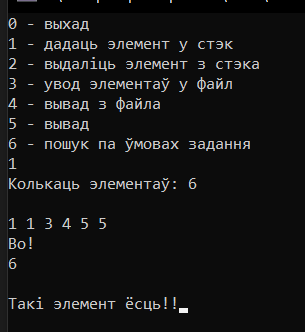 0 - выхад
1 - дадаць элемент у стэк
2 - выдаліць элемент з стэка
3 - увод элементаў у файл
4 - вывад з файла
5 - вывад
6 - пошук па ўмовах задання
1
Колькаць элементаў: 6
1 1 3 4 5 5
Во!
6
Такі элемент ёсць!!